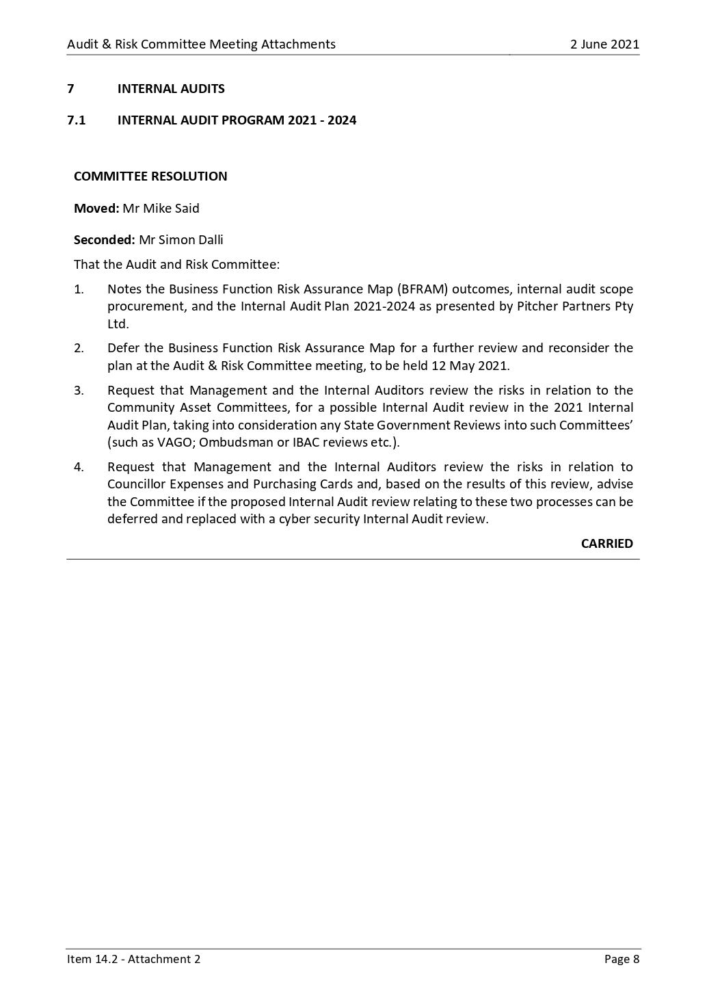 Audit & Risk Committee Meeting Attachments 2 June 2021
7 INTERNAL AUDITS
7.1 INTERNAL AUDIT PROGRAM 2021 - 2024
COMMITTEE RESOLUTION
Moved: Mr Mike Said
Seconded: Mr Simon Dalli
That the Audit and Risk Committee:
1. Notes the Business Function Risk Assurance Map (BFRAM) outcomes, internal audit scope
procurement, and the Internal Audit Plan 2021-2024 as presented by Pitcher Partners Pty
Ltd.
2. Defer the Business Function Risk Assurance Map for a further review and reconsider the
plan at the Audit & Risk Committee meeting, to be held 12 May 2021.
3. Request that Management and the Internal Auditors review the risks in relation to the
Community Asset Committees, for a possible Internal Audit review in the 2021 Internal
Audit Plan, taking into consideration any State Government Reviews into such Committees’
(such as VAGO; Ombudsman or IBAC reviews etc.).
4. Request that Management and the Internal Auditors review the risks in relation to
Councillor Expenses and Purchasing Cards and, based on the results of this review, advise
the Committee if the proposed Internal Audit review relating to these two processes can be
deferred and replaced with a cyber security Internal Audit review.
CARRIED
Item 14.2 - Attachment 2 Page 8